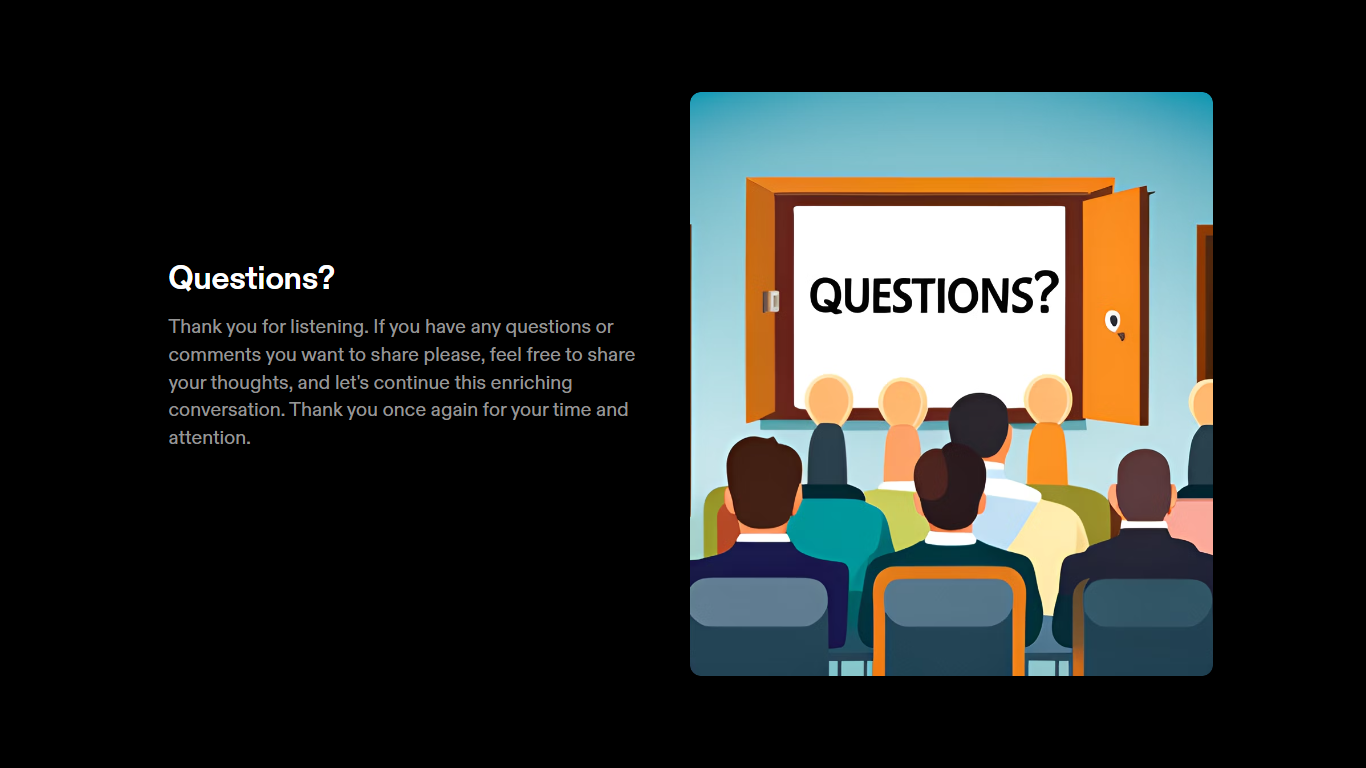 Questions?
Thank you for listening. If you have any questions or
comments you want to share please, feel free to share
your thoughts, and let's continue this enriching
conversation. Thank you once again for your time and
attention.
QUESTIONS?